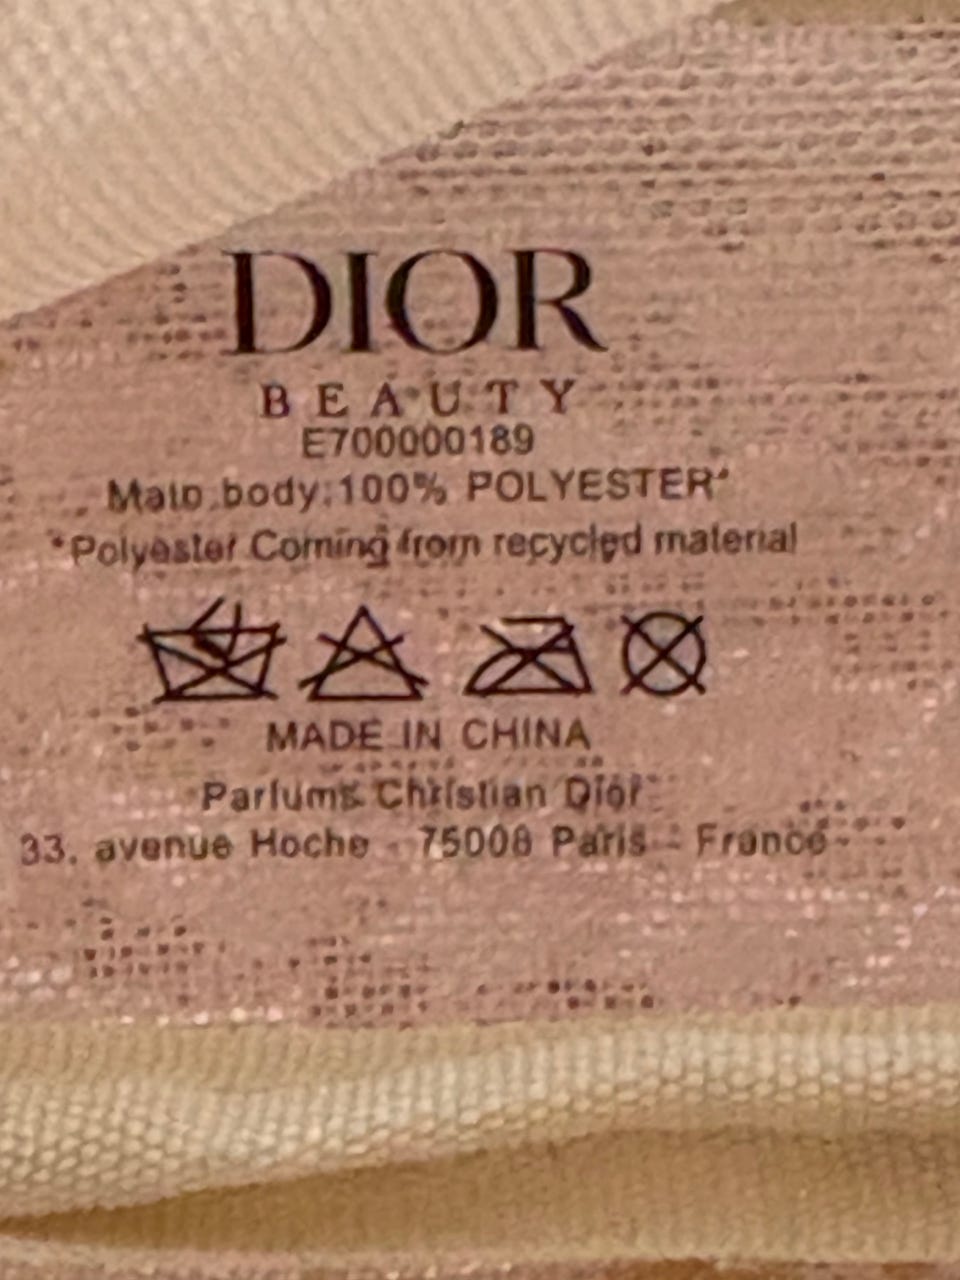 DIOR
BEAUTY
E700000189
Main body:100% POLYESTER*
*Polyester Coming from recycled material
MADE IN CHINA
Parfums Christian Dior
33, avenue Hoche - 75008 Paris - France